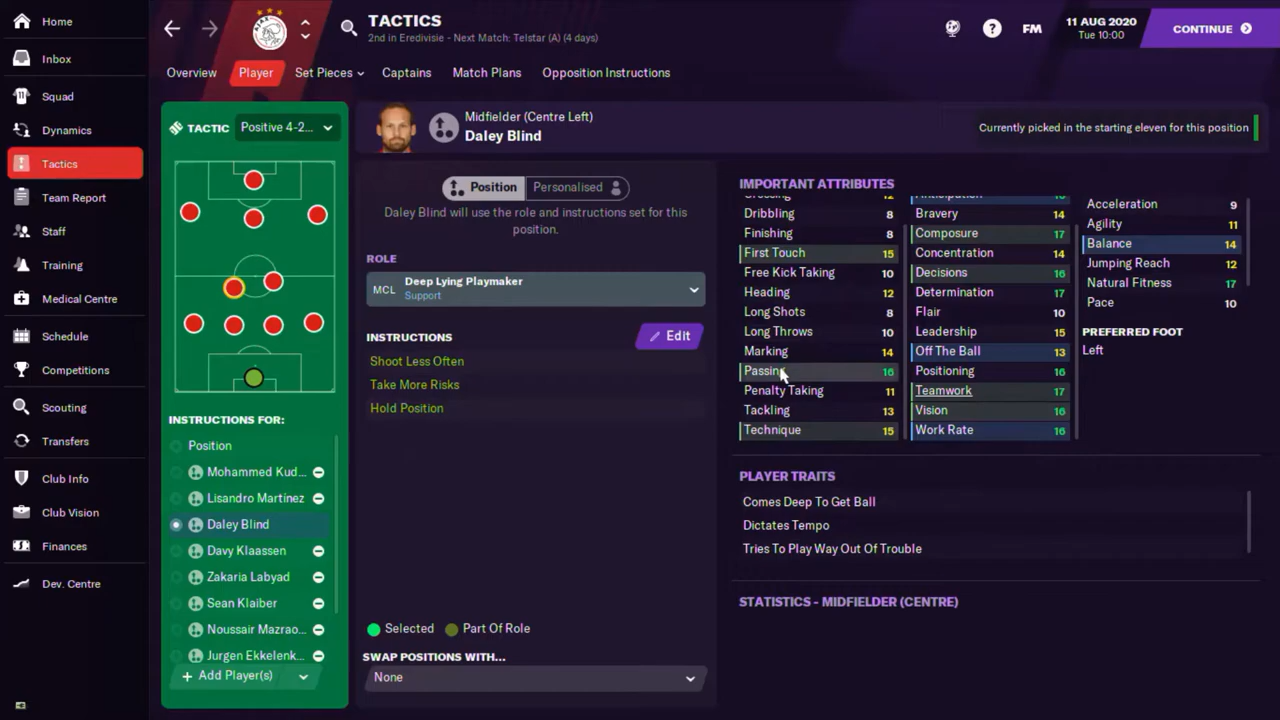 Home
Inbox
Squad
Dynamics
Tactics
Team Report
Staff
Training
Medical Centre
Schedule
Competitions
Scouting
Transfers
Club Info
Club Vision
Finances
Dev. Centre
TACTICS
2nd in Eredivisie - Next Match: Telstar (A) (4 days)
?
FM
11 AUG 2020
Tue 10:00
CONTINUE
Overview
Player
Set Pieces
Captains
Match Plans
Opposition Instructions
TACTIC
Positive 4-2...
INSTRUCTIONS FOR:
Position
Mohammed Kud...
Lisandro Martínez
Daley Blind
Davy Klaassen
Zakaria Labyad
Sean Klaiber
Noussair Mazrao...
Jurgen Ekkelenk...
+ Add Player(s)
Midfielder (Centre Left)
Daley Blind
Currently picked in the starting eleven for this position
Position
Personalised
Daley Blind will use the role and instructions set for this
position.
ROLE
MCL
Deep Lying Playmaker
Support
INSTRUCTIONS
Edit
Shoot Less Often
Take More Risks
Hold Position
Selected
Part Of Role
SWAP POSITIONS WITH...
None
IMPORTANT ATTRIBUTES
Crossing 12
Dribbling 8
Finishing 8
First Touch 15
Free Kick Taking 10
Heading 12
Long Shots 8
Long Throws 10
Marking 14
Passing 16
Penalty Taking 11
Tackling 13
Technique 15
Anticipation
Bravery 14
Composure 17
Concentration 14
Decisions 16
Determination 17
Flair 10
Leadership 15
Off The Ball 13
Positioning 16
Teamwork 17
Vision 16
Work Rate 16
Acceleration 9
Agility 11
Balance 14
Jumping Reach 12
Natural Fitness 17
Pace 10
PREFERRED FOOT
Left
PLAYER TRAITS
Comes Deep To Get Ball
Dictates Tempo
Tries To Play Way Out Of Trouble
STATISTICS - MIDFIELDER (CENTRE)